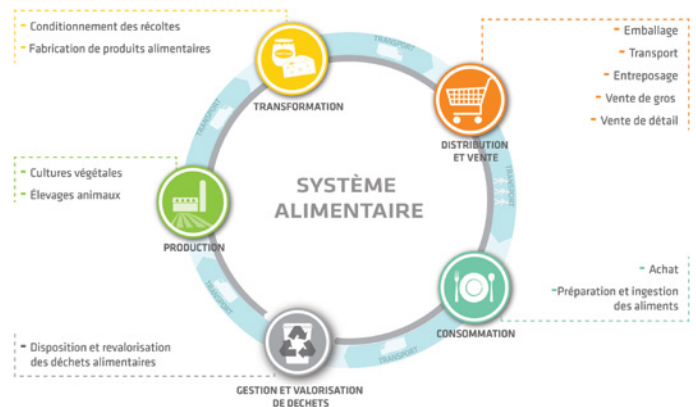 - Conditionnement des récoltes
- Fabrication de produits alimentaires
TRANSPORT
TRANSFORMATION
- Emballage
- Transport
- Entreposage
- Vente de gros
- Vente de détail
DISTRIBUTION
ET VENTE
TRANSPORT
TRANSPORT
- Cultures végétales
- Élevages animaux
PRODUCTION
SYSTÈME
ALIMENTAIRE
- Achat
-Préparation et ingestion
des aliments
CONSOMMATION
TRANSPORT
TRANSPORT
- Disposition et revalorisation
des déchets alimentaires
GESTION ET VALORISATION
DE DECHETS